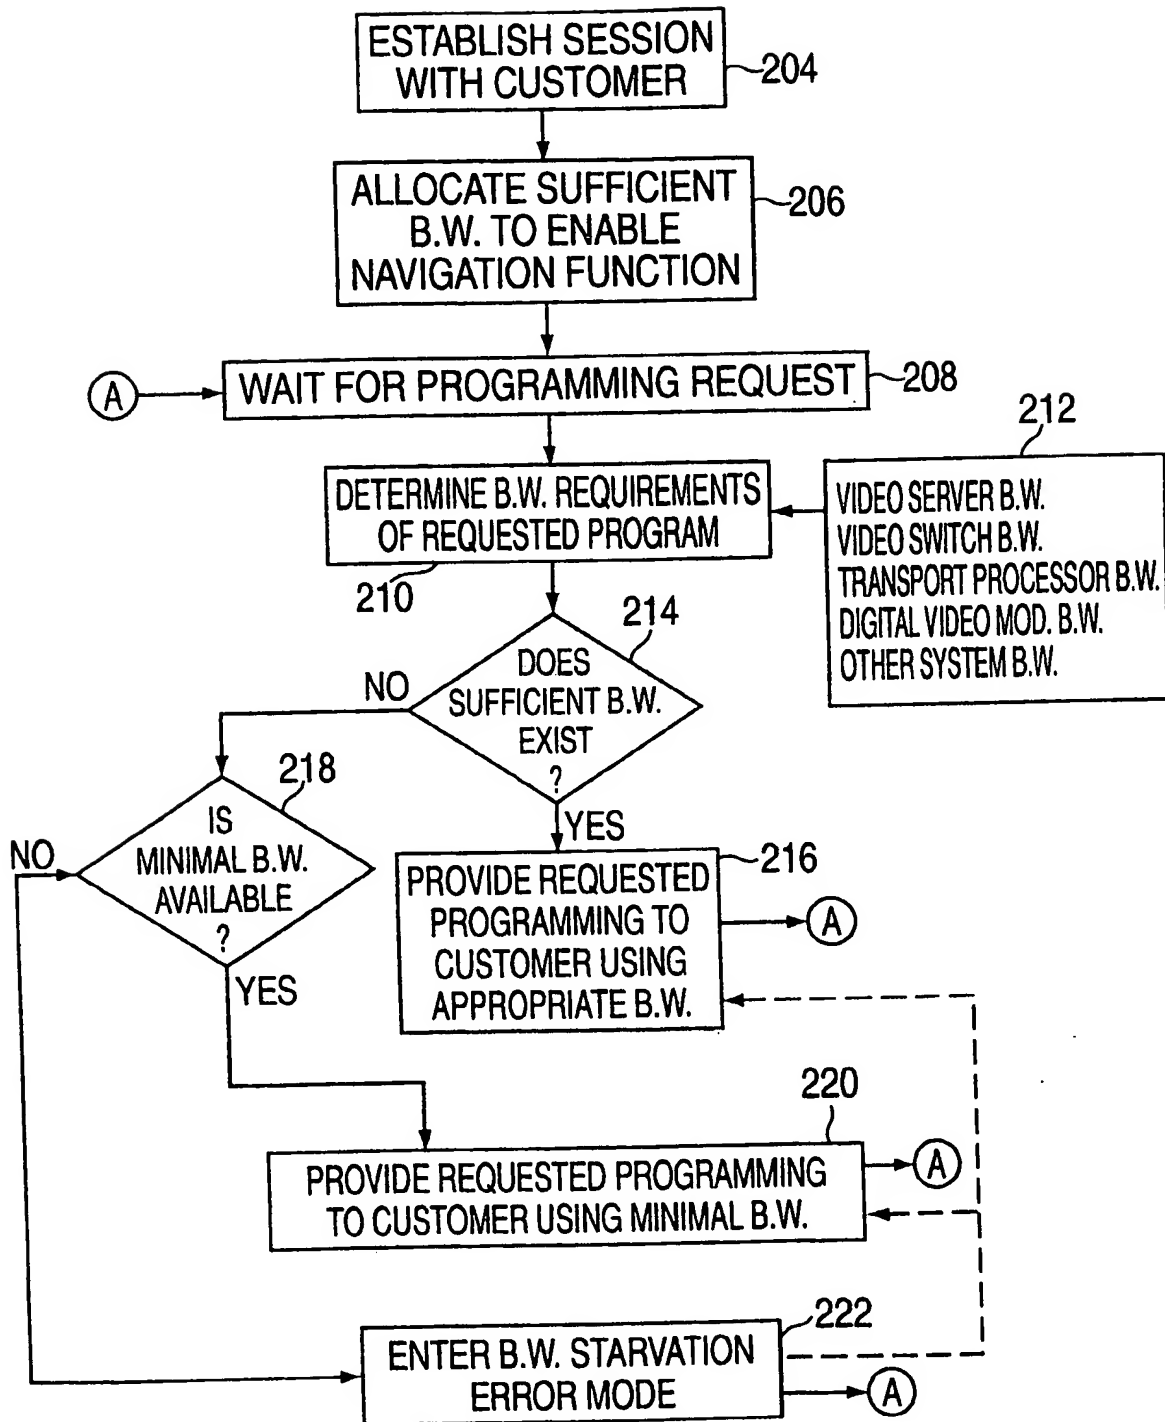 ESTABLISH SESSION
WITH CUSTOMER
204
ALLOCATE SUFFICIENT
B.W. TO ENABLE
NAVIGATION FUNCTION
206
A
WAIT FOR PROGRAMMING REQUEST
208
DETERMINE B.W. REQUIREMENTS
OF REQUESTED PROGRAM
210
212
VIDEO SERVER B.W.
VIDEO SWITCH B.W.
TRANSPORT PROCESSOR B.W.
DIGITAL VIDEO MOD. B.W.
OTHER SYSTEM B.W.
214
DOES
SUFFICIENT B.W.
EXIST
?
NO
YES
218
IS
MINIMAL B.W.
AVAILABLE
?
NO
YES
216
PROVIDE REQUESTED
PROGRAMMING TO
CUSTOMER USING
APPROPRIATE B.W.
A
220
PROVIDE REQUESTED PROGRAMMING
TO CUSTOMER USING MINIMAL B.W.
A
222
ENTER B.W. STARVATION
ERROR MODE
A